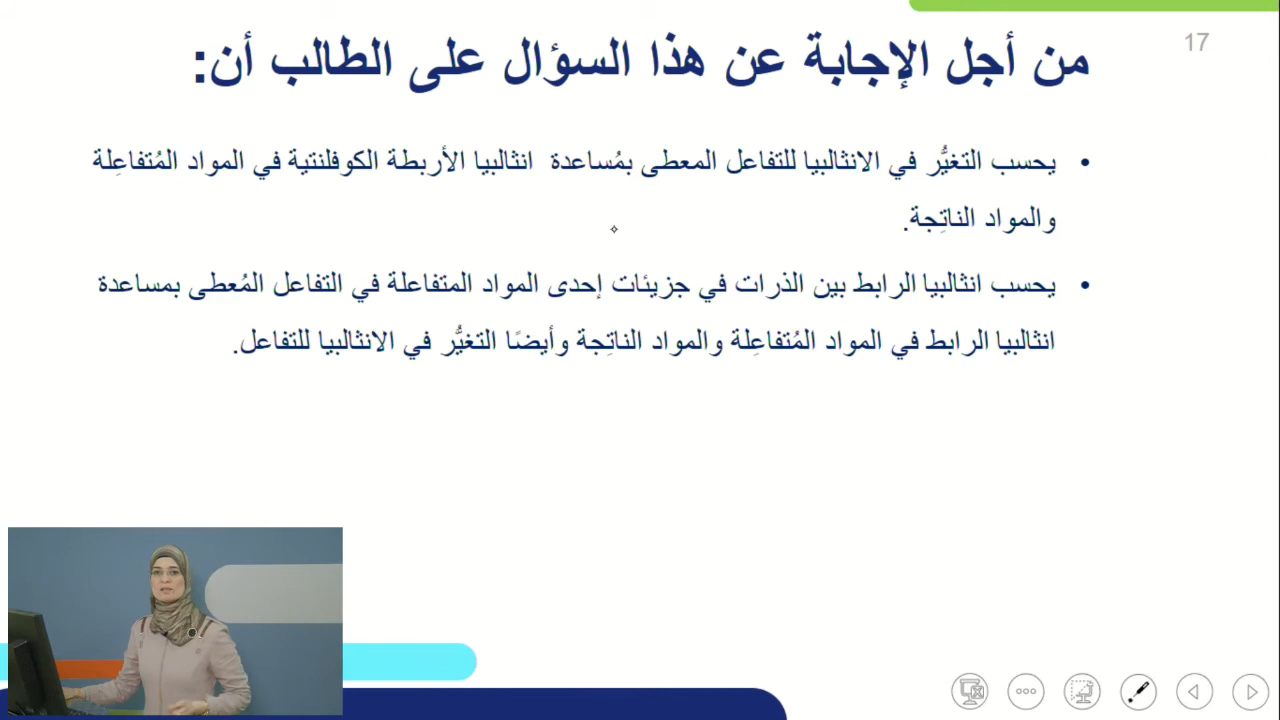 17
من أجل الإجابة عن هذا السؤال على الطالب أن:
• يحسب التغيُّر في الانثالبيا للتفاعل المعطى بمُساعدة انثالبيا الأربطة الكوفلنتية في المواد المُتفاعِلة
والمواد الناتِجة.
• يحسب انثالبيا الرابط بين الذرات في جزيئات إحدى المواد المتفاعلة في التفاعل المُعطى بمساعدة
انثالبيا الرابط في المواد المُتفاعِلة والمواد الناتِجة وأيضًا التغيُّر في الانثالبيا للتفاعل.